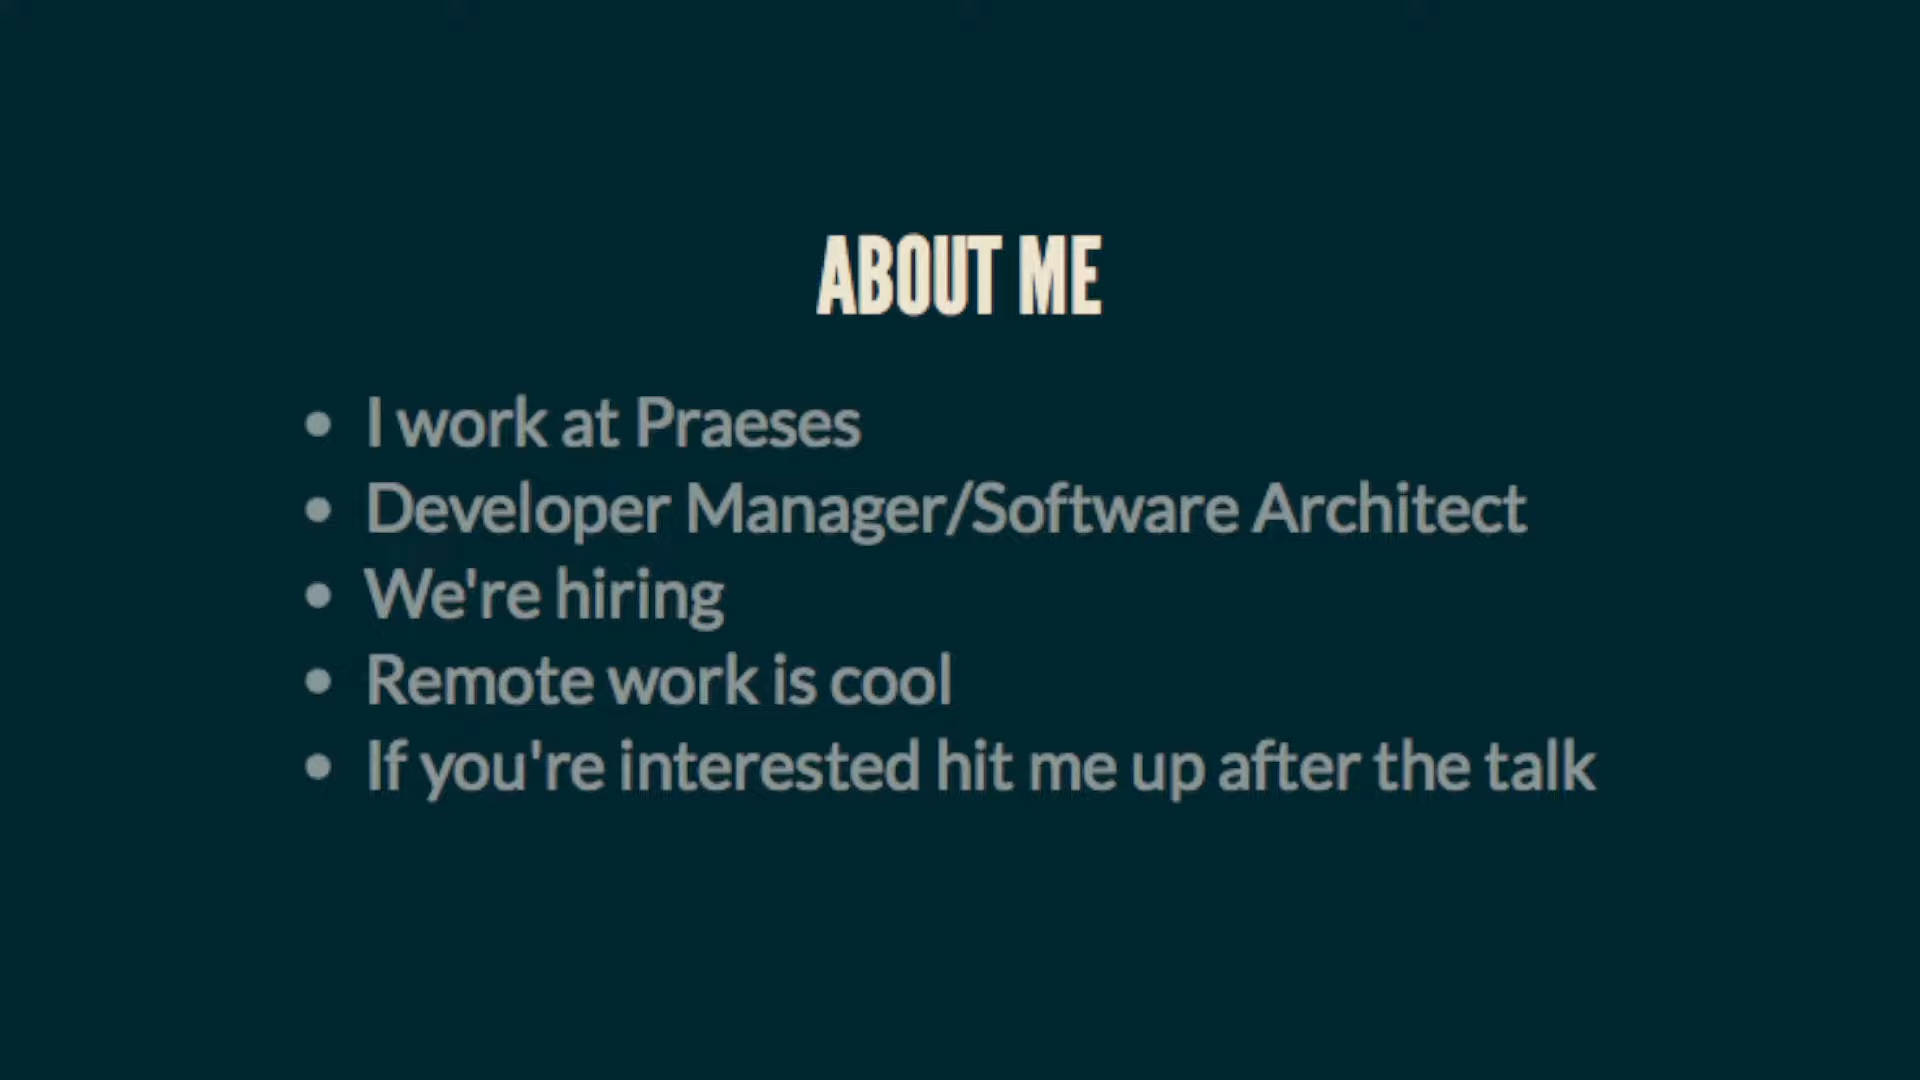 ABOUT ME
• I work at Praeses
• Developer Manager/Software Architect
• We're hiring
• Remote work is cool
• If you're interested hit me up after the talk